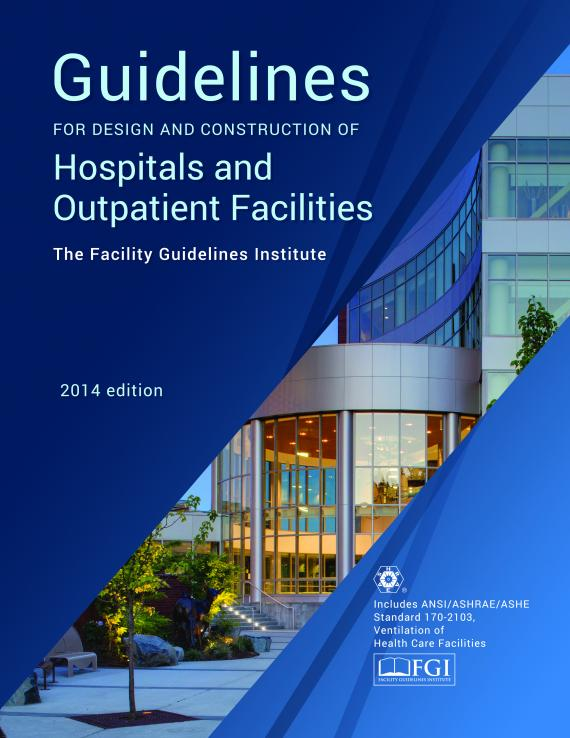 Guidelines
FOR DESIGN AND CONSTRUCTION OF
Hospitals and
Outpatient Facilities
The Facility Guidelines Institute
2014 edition
Includes ANSI/ASHRAE/ASHE
Standard 170-2103,
Ventilation of
Health Care Facilities
FGI
FACILITY GUIDELINES INSTITUTE